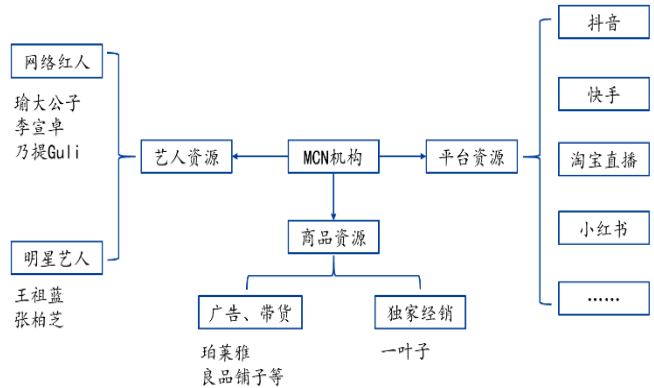 网络红人
瑜大公子
李宣卓
乃提Guli
明星艺人
王祖蓝
张柏芝
艺人资源
MCN机构
平台资源
商品资源
广告、带货
珀莱雅
良品铺子等
独家经销
一叶子
抖音
快手
淘宝直播
小红书
……